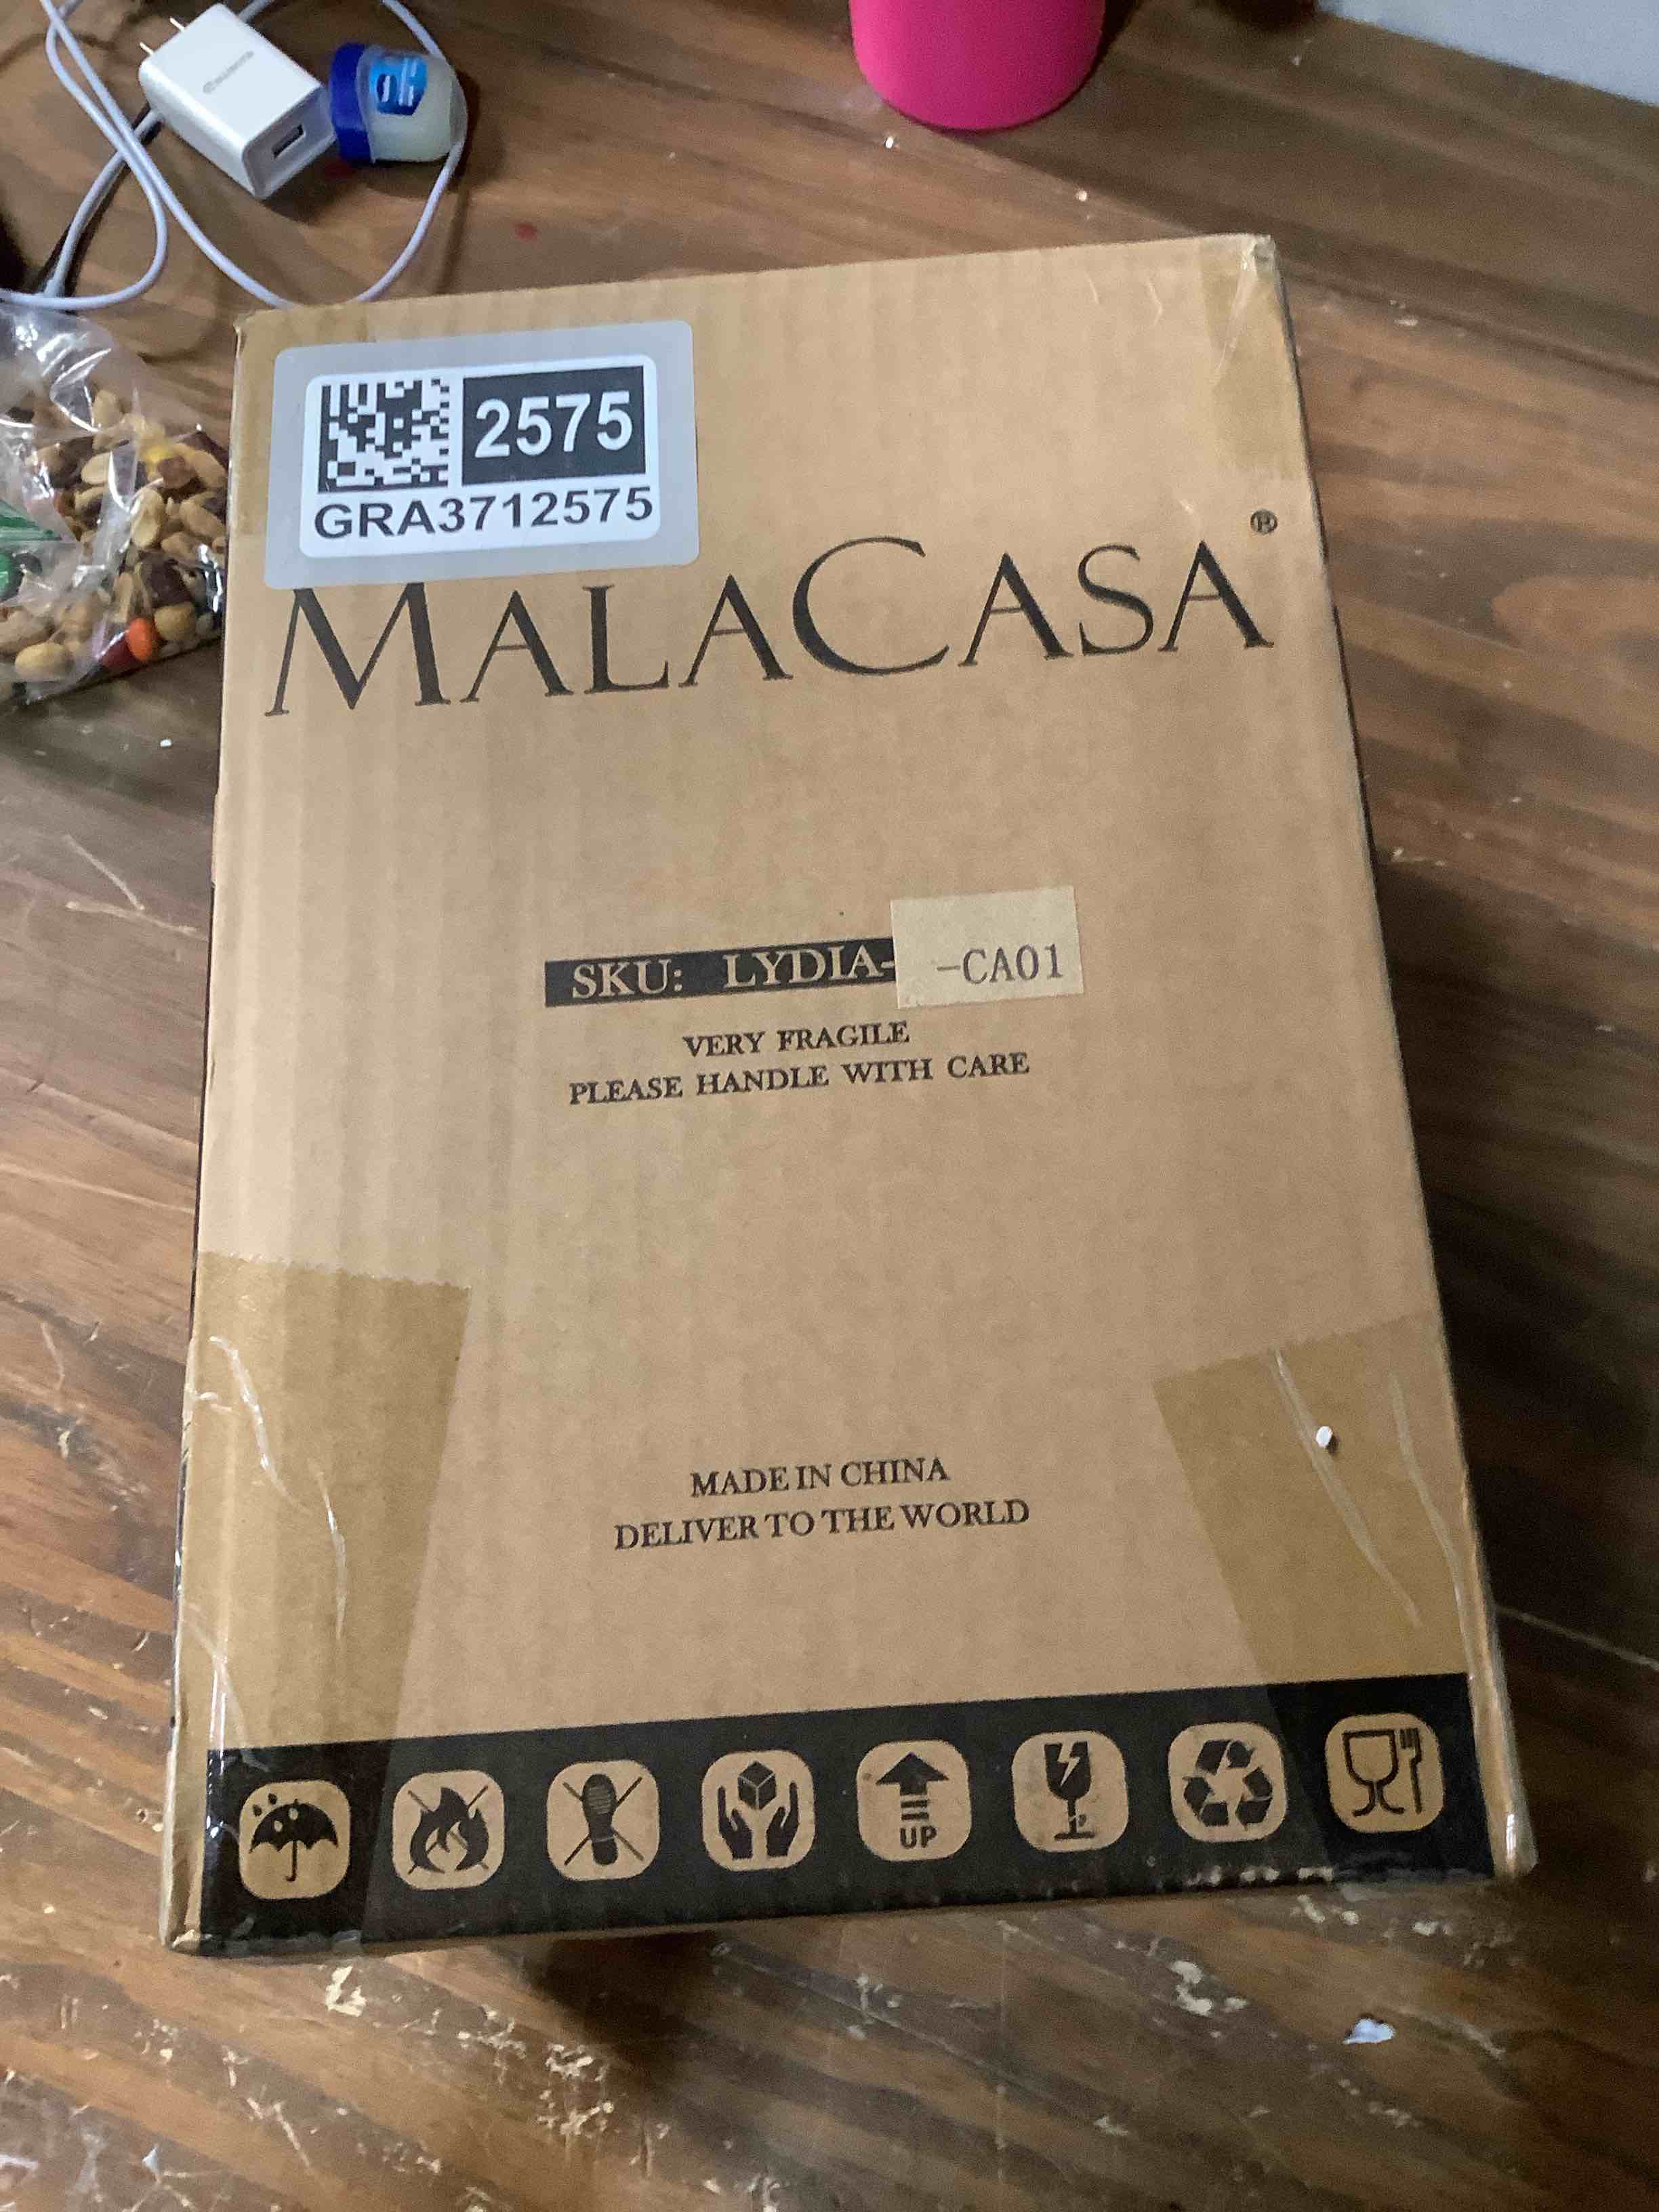 2575
GRA3712575
MALACASA®
SKU: LYDIA- -CA01
VERY FRAGILE
PLEASE HANDLE WITH CARE
MADE IN CHINA
DELIVER TO THE WORLD
UP